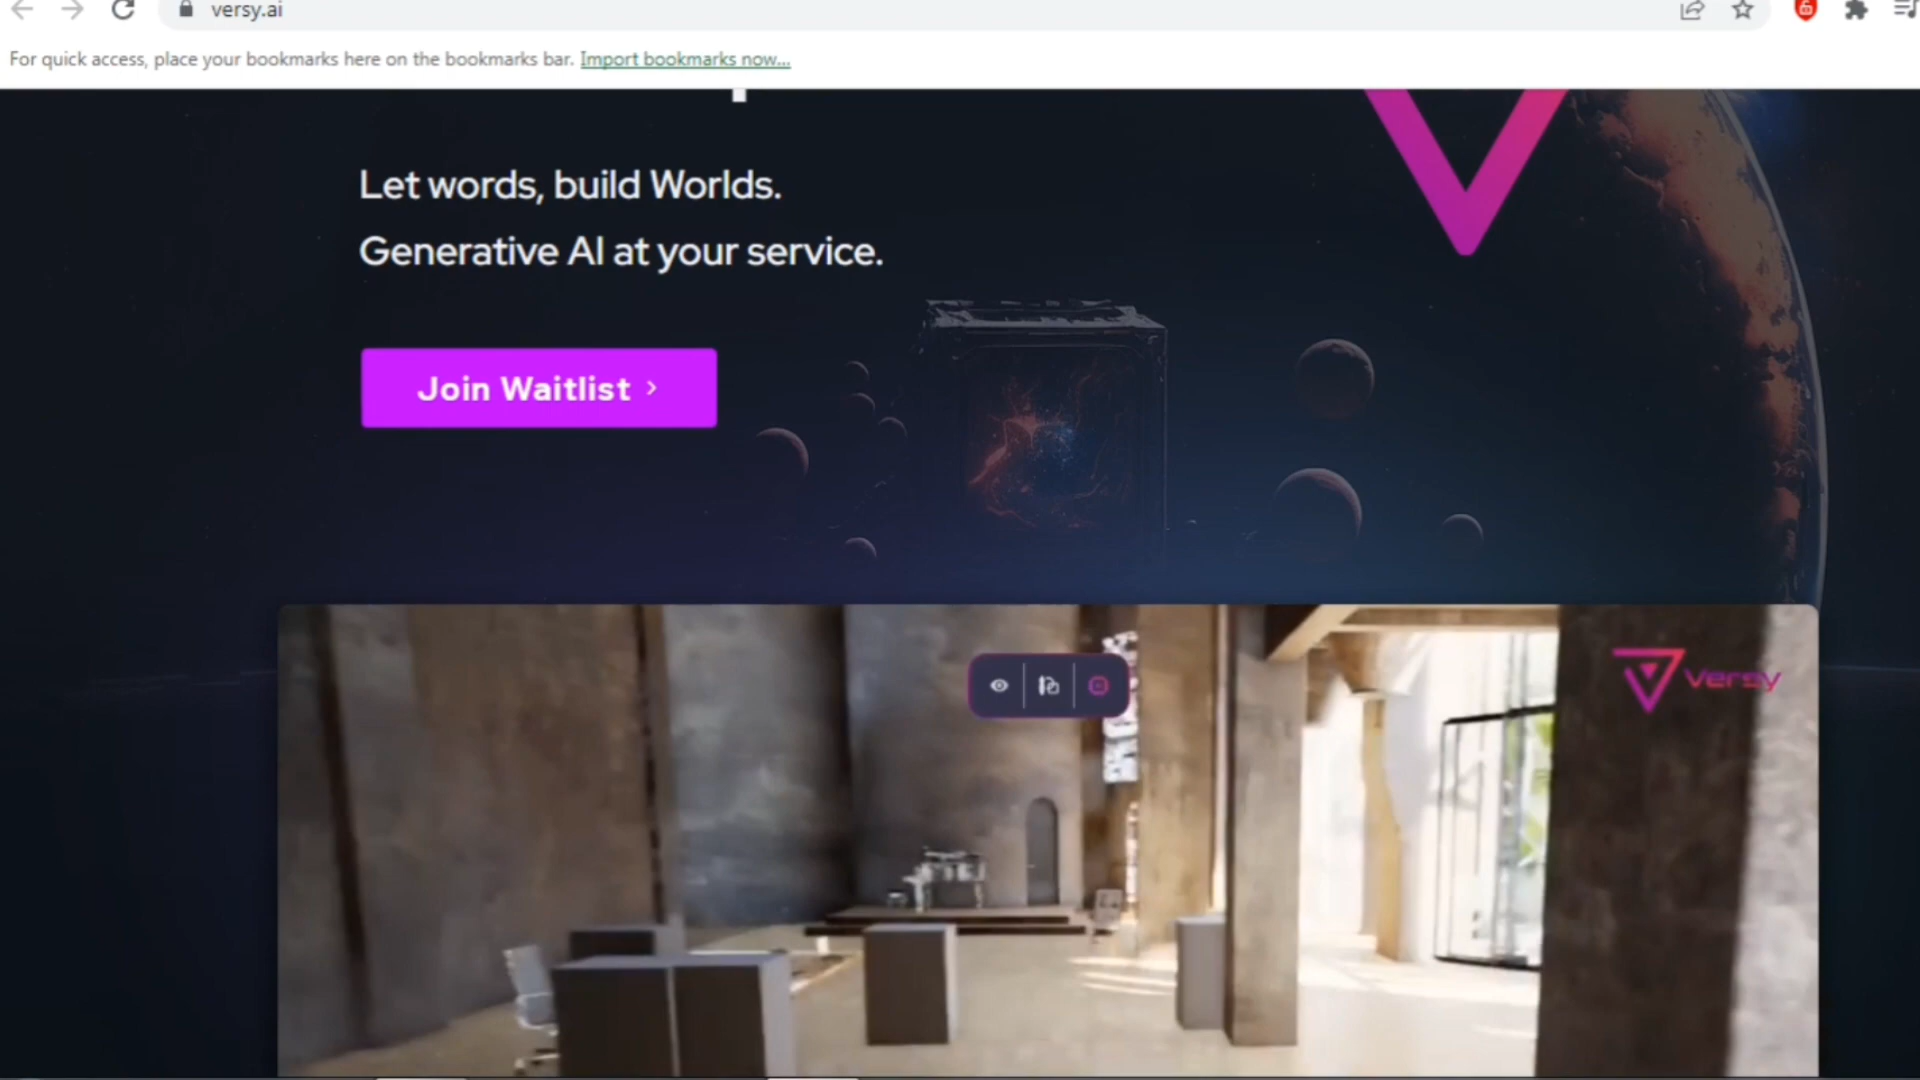 versy.ai
For quick access, place your bookmarks here on the bookmarks bar. Import bookmarks now...
Let words, build Worlds.
Generative AI at your service.
Join Waitlist >
Versy